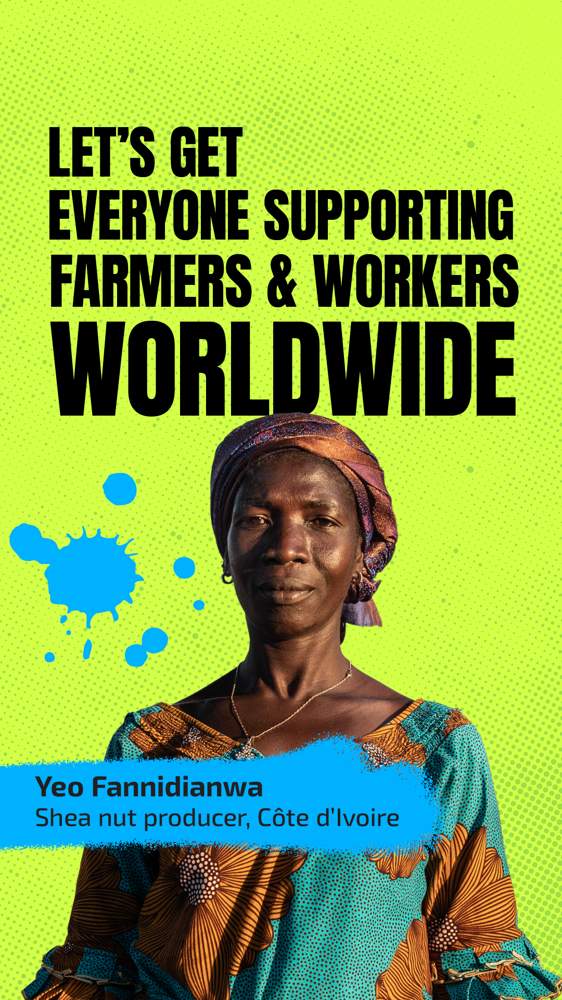 LET’S GET
EVERYONE SUPPORTING
FARMERS & WORKERS
WORLDWIDE
Yeo Fannidianwa
Shea nut producer, Côte d’Ivoire